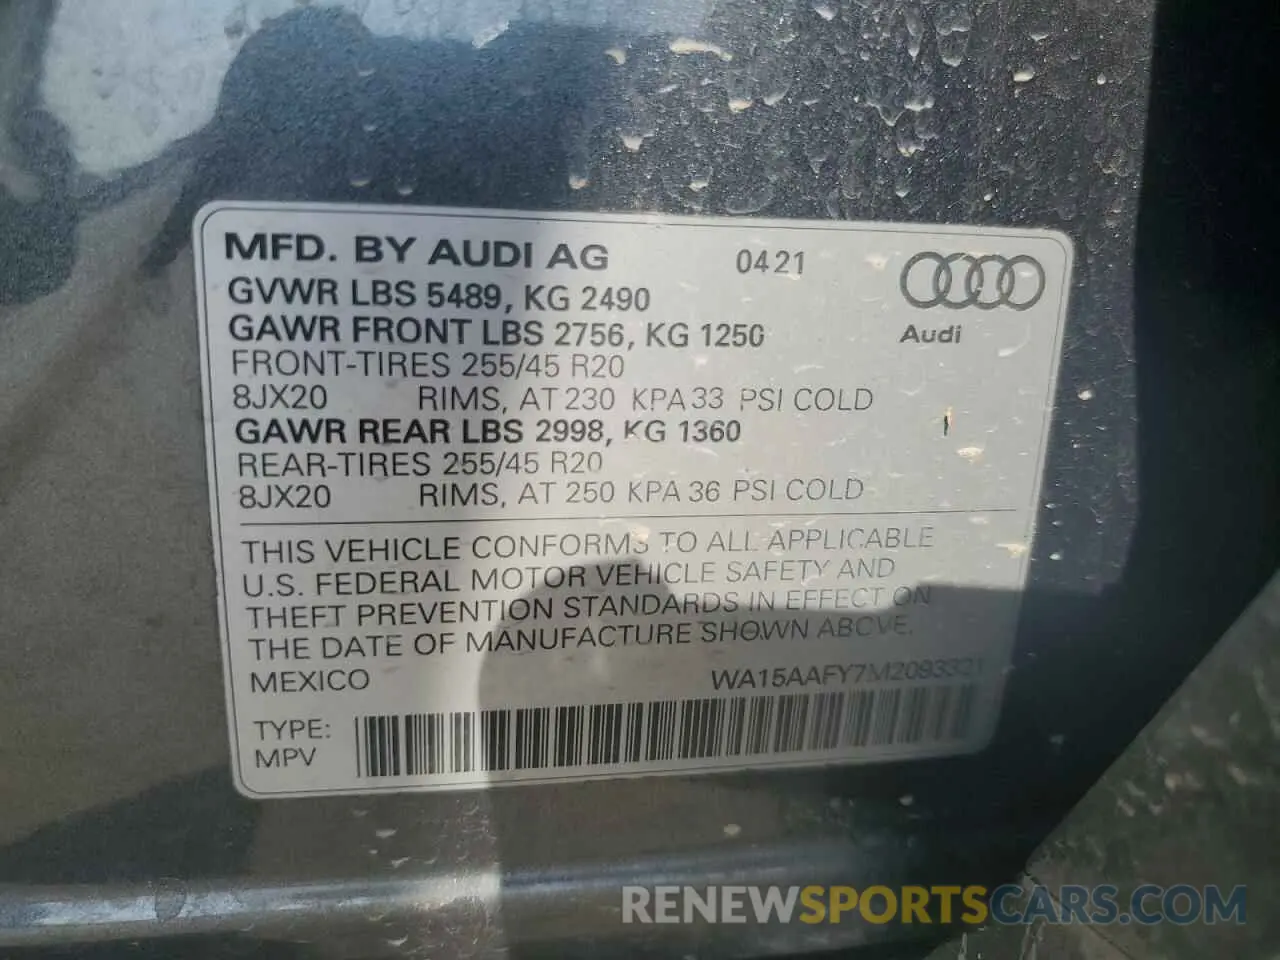 MFD. BY AUDI AG 0421
GVWR LBS 5489, KG 2490
GAWR FRONT LBS 2756, KG 1250
Audi
FRONT-TIRES 255/45 R20
8JX20 RIMS, AT 230 KPA 33 PSI COLD
GAWR REAR LBS 2998, KG 1360
REAR-TIRES 255/45 R20
8JX20 RIMS, AT 250 KPA 36 PSI COLD
THIS VEHICLE CONFORMS TO ALL APPLICABLE
U.S. FEDERAL MOTOR VEHICLE SAFETY AND
THEFT PREVENTION STANDARDS IN EFFECT ON
THE DATE OF MANUFACTURE SHOWN ABOVE.
MEXICO WA15AAFY7M2093321
TYPE:
MPV
RENEWSPORTSCARS.COM